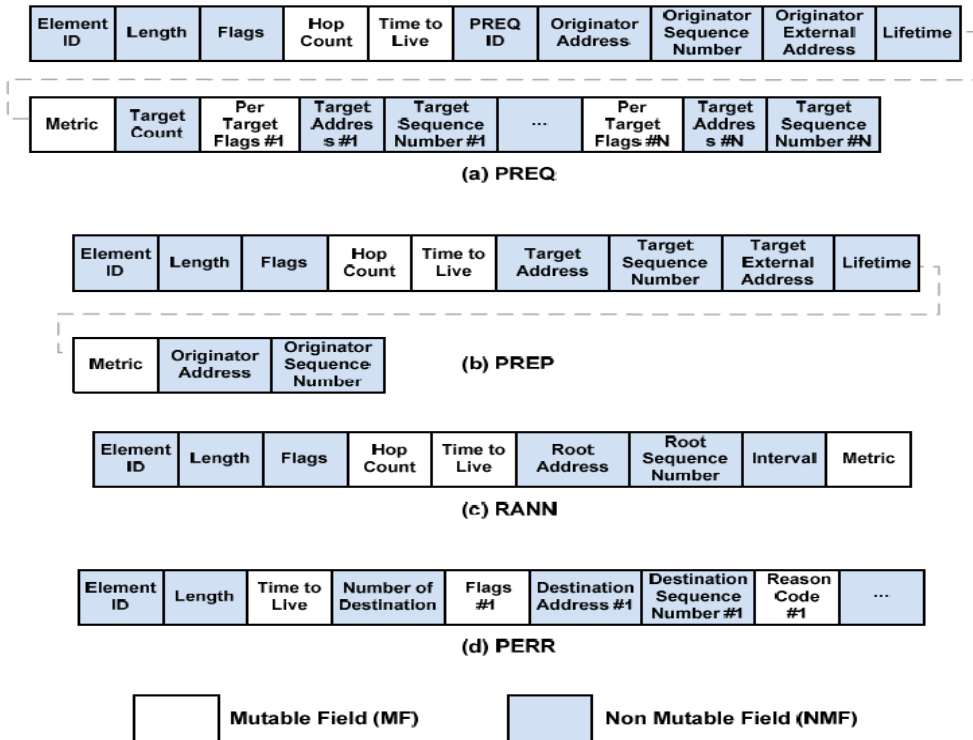 Element ID Length Flags Hop Count Time to Live PREQ ID Originator Address Originator Sequence Number Originator External Address Lifetime
Metric Target Count Per Target Flags #1 Target Addres s #1 Target Sequence Number #1 ... Per Target Flags #N Target Addres s #N Target Sequence Number #N
(a) PREQ
Element ID Length Flags Hop Count Time to Live Target Address Target Sequence Number Target External Address Lifetime
Metric Originator Address Originator Sequence Number
(b) PREP
Element ID Length Flags Hop Count Time to Live Root Address Root Sequence Number Interval Metric
(c) RANN
Element ID Length Time to Live Number of Destination Flags #1 Destination Address #1 Destination Sequence Number #1 Reason Code #1 ...
(d) PERR
Mutable Field (MF) Non Mutable Field (NMF)